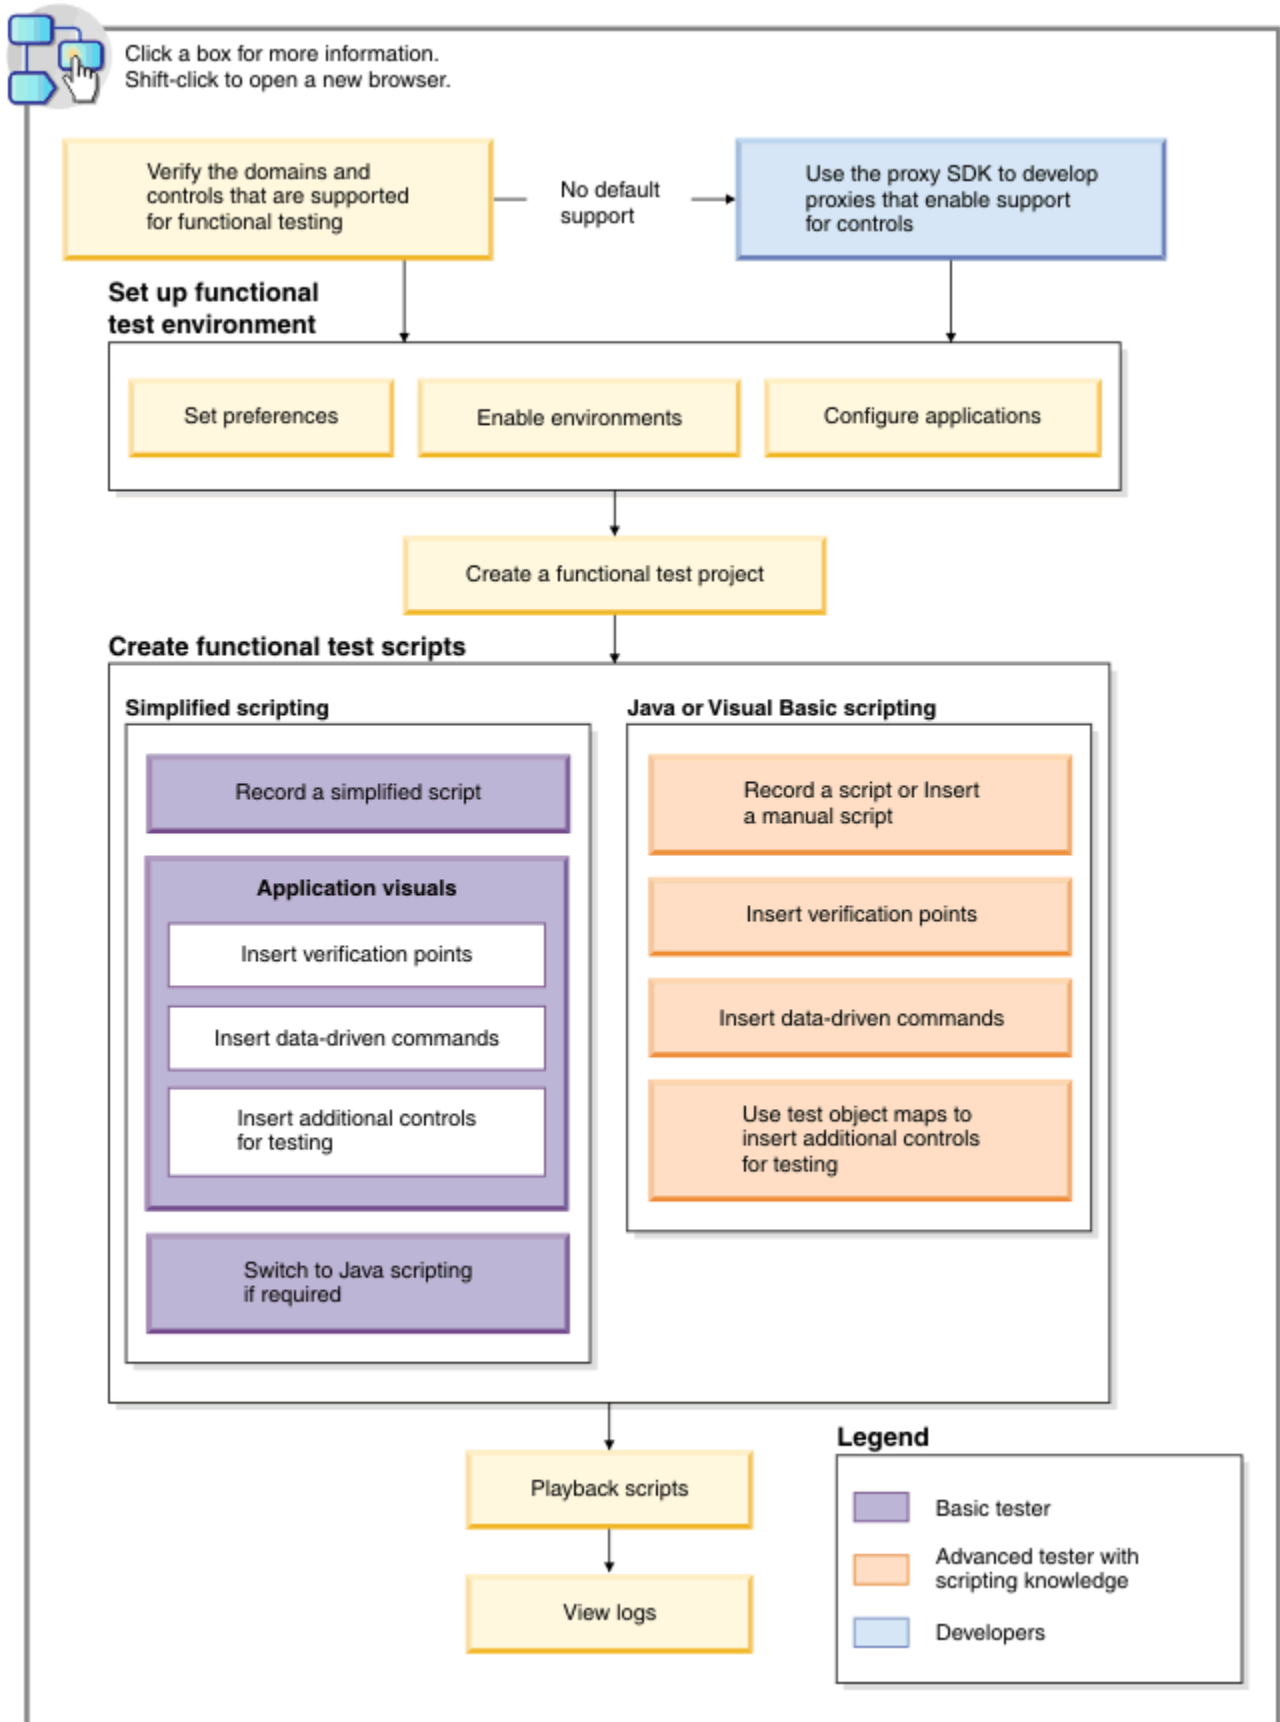 Click a box for more information.
Shift-click to open a new browser.
Verify the domains and
controls that are supported
for functional testing
No default
support
Use the proxy SDK to develop
proxies that enable support
for controls
Set up functional
test environment
Set preferences
Enable environments
Configure applications
Create a functional test project
Create functional test scripts
Simplified scripting
Record a simplified script
Application visuals
Insert verification points
Insert data-driven commands
Insert additional controls
for testing
Switch to Java scripting
if required
Java or Visual Basic scripting
Record a script or Insert
a manual script
Insert verification points
Insert data-driven commands
Use test object maps to
insert additional controls
for testing
Playback scripts
View logs
Legend
Basic tester
Advanced tester with
scripting knowledge
Developers